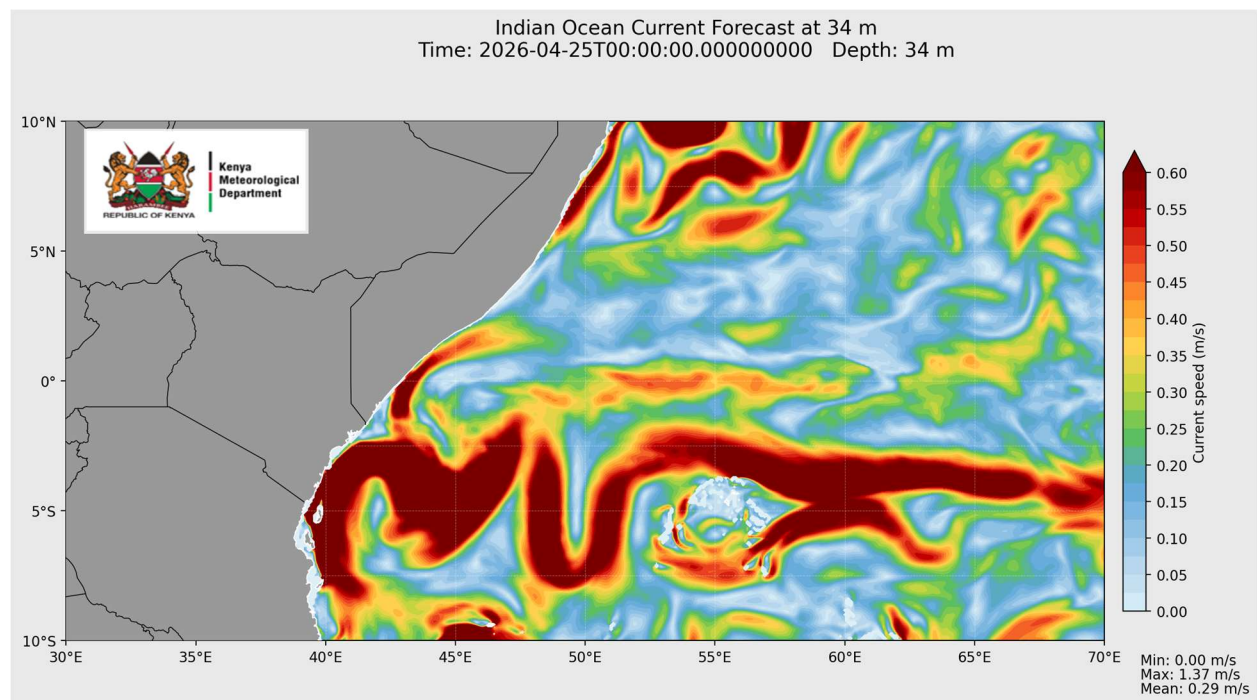 Indian Ocean Current Forecast at 34 m
Time: 2026-04-25T00:00:00.000000000   Depth: 34 m
10°N
5°N
0°
5°S
10°S
30°E
35°E
40°E
45°E
50°E
55°E
60°E
65°E
70°E
Kenya
Meteorological
Department
HARAMBEE
REPUBLIC OF KENYA
0.60
0.55
0.50
0.45
0.40
0.35
0.30
0.25
0.20
0.15
0.10
0.05
0.00
Current speed (m/s)
Min: 0.00 m/s
Max: 1.37 m/s
Mean: 0.29 m/s